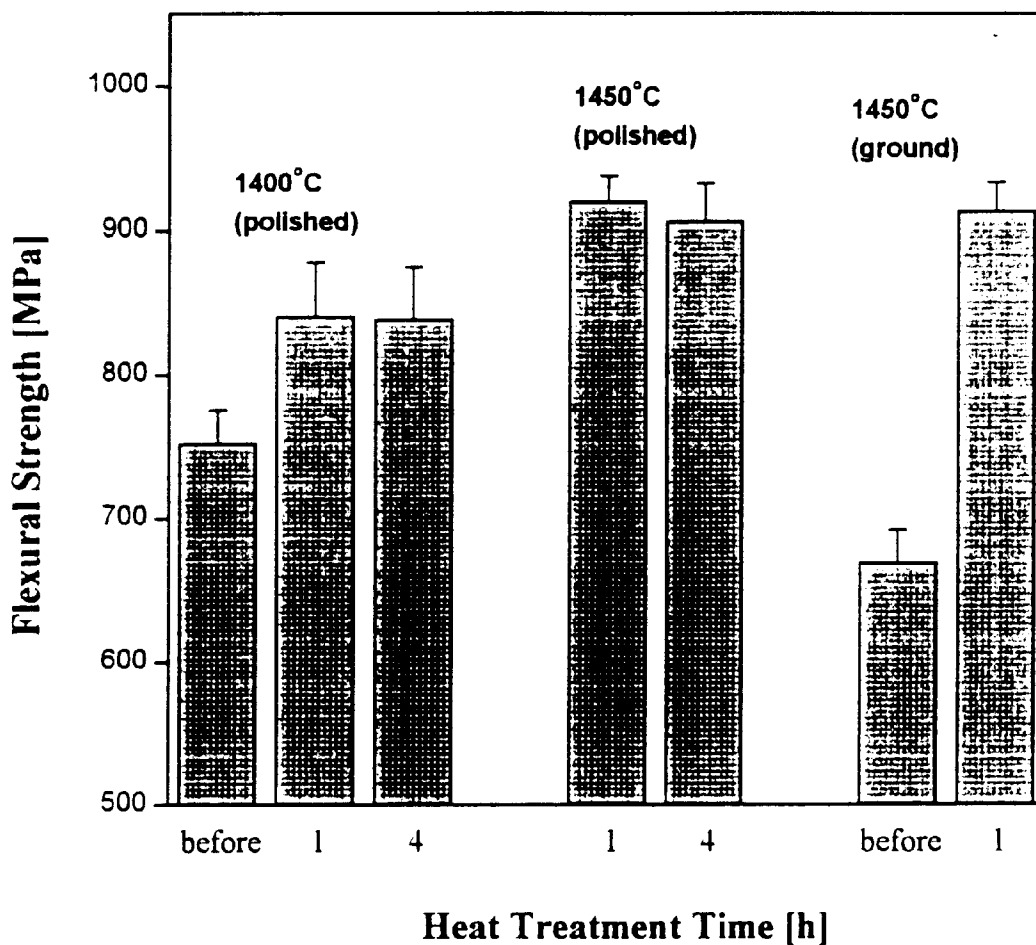 Flexural Strength [MPa]
1000
900
800
700
600
500
1400°C
(polished)
1450°C
(polished)
1450°C
(ground)
before 1 4 1 4 before 1
Heat Treatment Time [h]